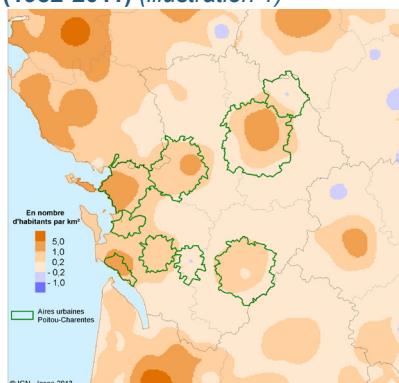 (1982-2011) (illustration 1)
En nombre
d'habitants par km²
5,0
1,0
0,2
- 0,2
- 1,0
Aires urbaines
Poitou-Charentes
© IGN - Insee 2013